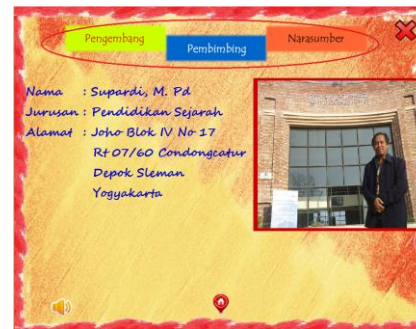 Pengembang
Pembimbing
Narasumber
Nama : Supardi, M. Pd
Jurusan : Pendidikan Sejarah
Alamat : Joho Blok IV No 17
Rt 07/60 Condongcatur
Depok Sleman
Yogyakarta